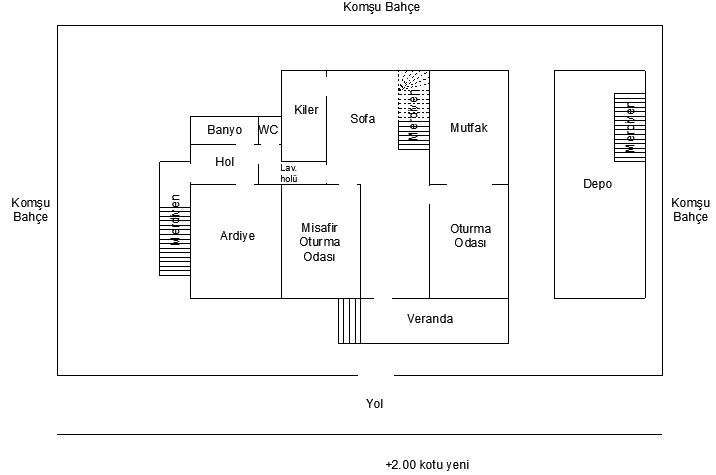 Komşu Bahçe
Kiler
Sofa
Merdiven
Mutfak
Merdiven
Banyo
WC
Hol
Lav.
holü
Depo
Komşu
Bahçe
Komşu
Bahçe
Merdiven
Ardiye
Misafir
Oturma
Odası
Oturma
Odası
Veranda
Yol
+2.00 kotu yeni